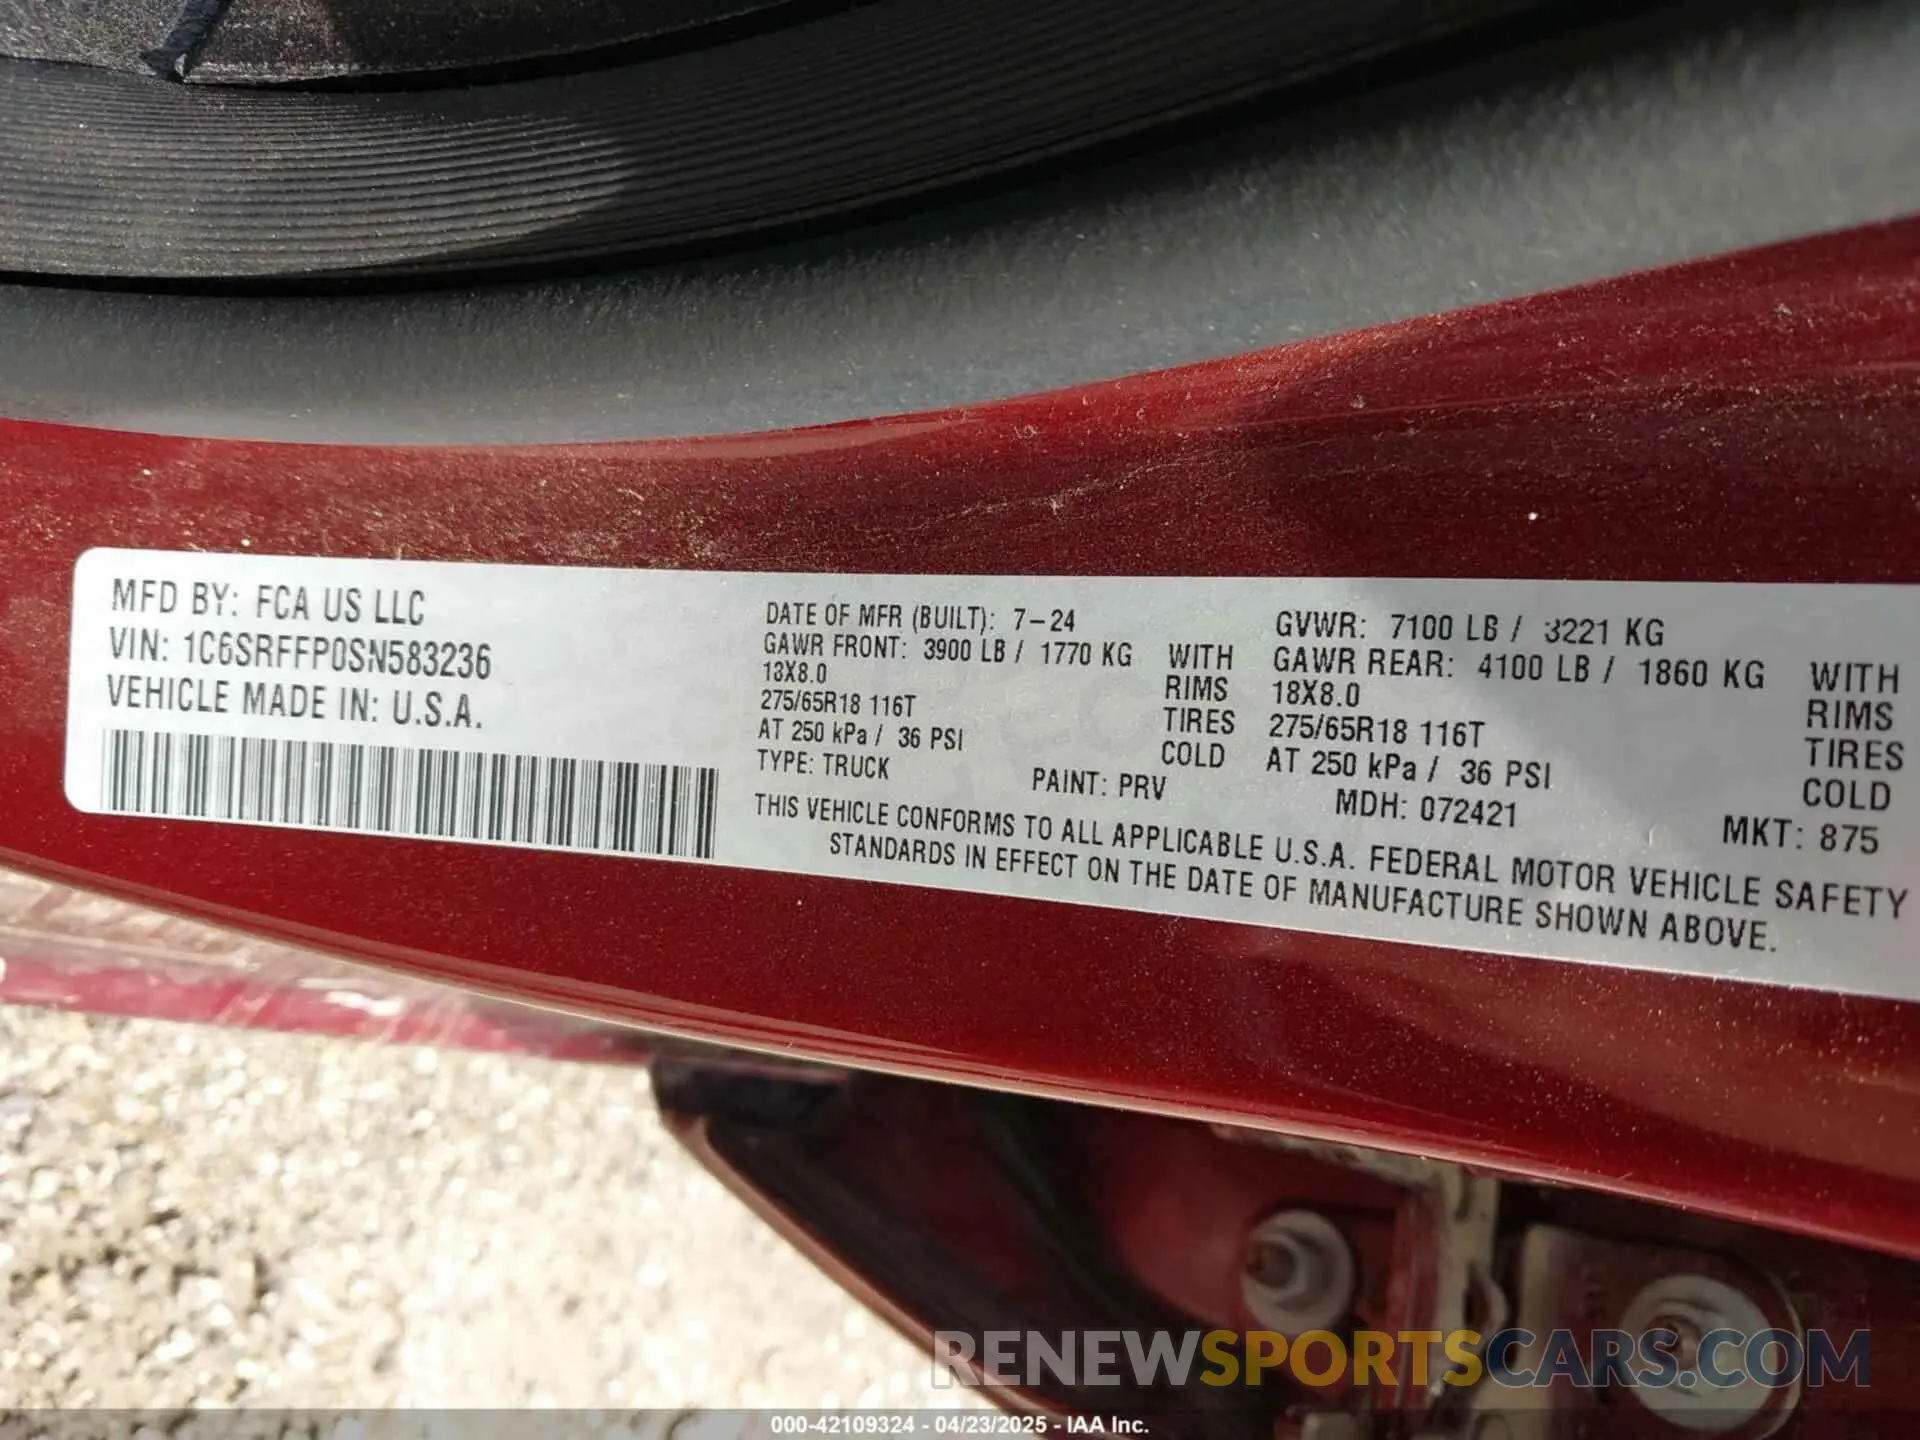 MFD BY: FCA US LLC
VIN: 1C6SRFFP0SN583236
VEHICLE MADE IN: U.S.A.
DATE OF MFR (BUILT): 7-24
GAWR FRONT: 3900 LB / 1770 KG WITH
18X8.0 RIMS
275/65R18 116T TIRES
AT 250 kPa / 36 PSI COLD
TYPE: TRUCK PAINT: PRV
GVWR: 7100 LB / 3221 KG
GAWR REAR: 4100 LB / 1860 KG WITH
18X8.0 RIMS
275/65R18 116T TIRES
AT 250 kPa / 36 PSI COLD
MDH: 072421 MKT: 875
THIS VEHICLE CONFORMS TO ALL APPLICABLE U.S.A. FEDERAL MOTOR VEHICLE SAFETY
STANDARDS IN EFFECT ON THE DATE OF MANUFACTURE SHOWN ABOVE.
RENEWSPORTSCARS.COM
000-42109324 - 04/23/2025 - IAA Inc.